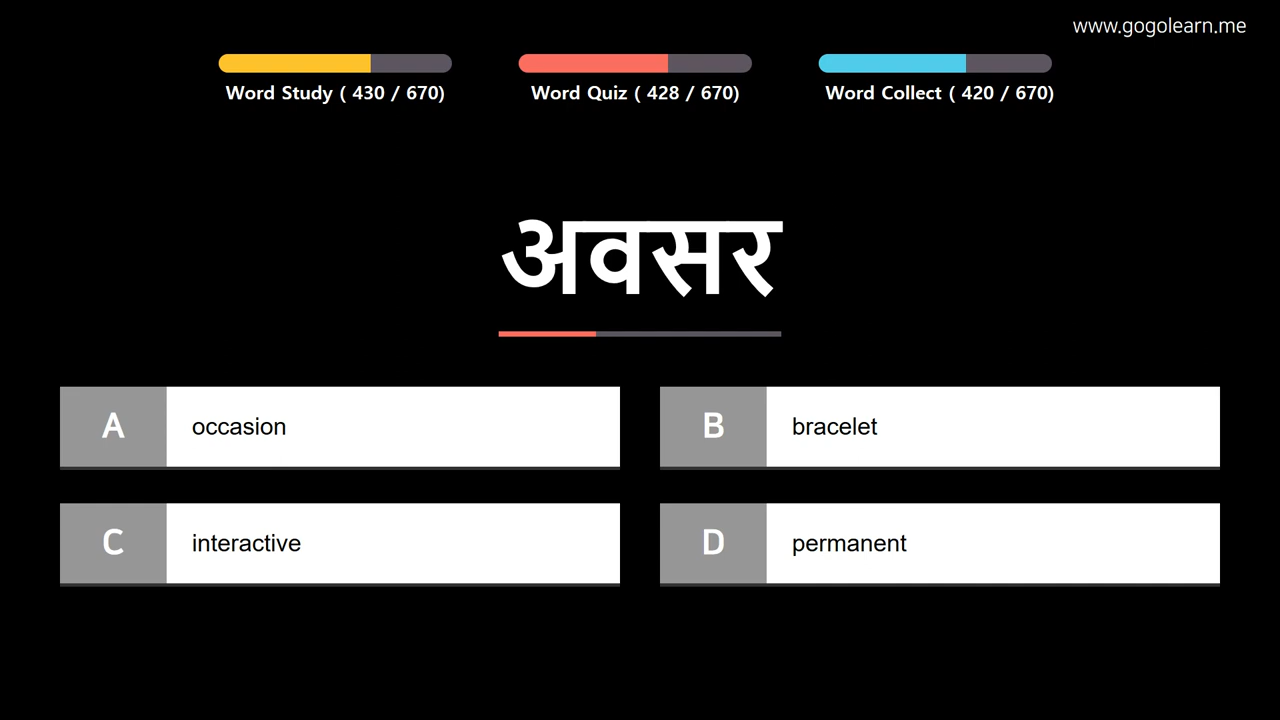 www.gogolearn.me
Word Study ( 430 / 670)
Word Quiz ( 428 / 670)
Word Collect ( 420 / 670)
अवसर
A occasion
B bracelet
C interactive
D permanent